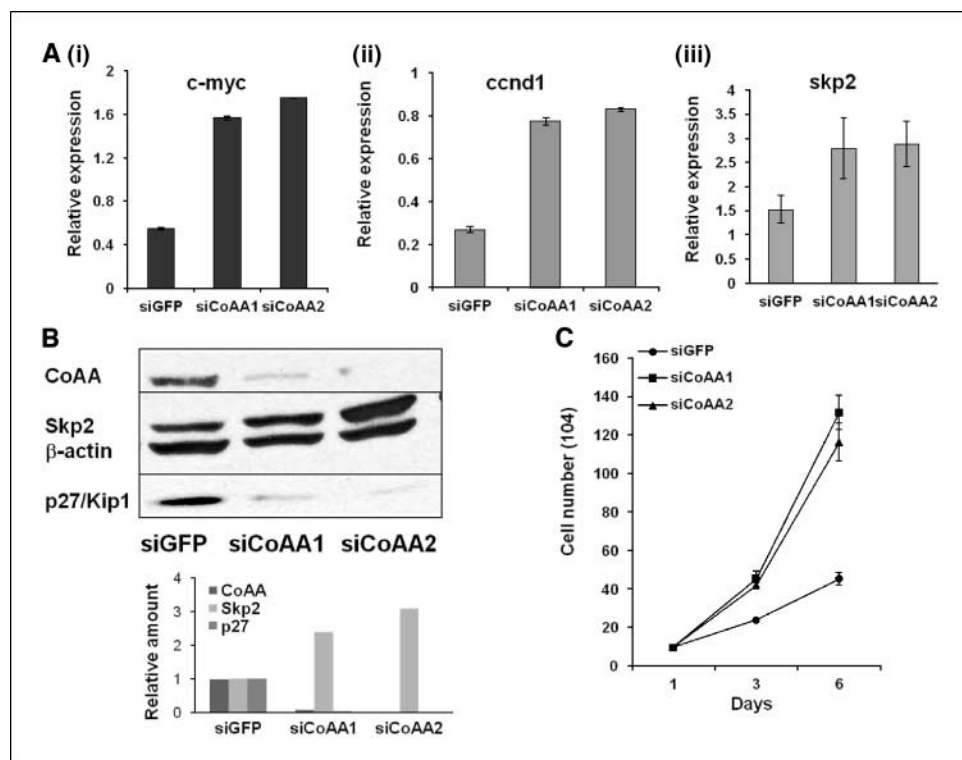 A (i)
c-myc
Relative expression
2
1.6
1.2
0.8
0.4
0
siGFP siCoAA1 siCoAA2
(ii)
ccnd1
Relative expression
1
0.8
0.6
0.4
0.2
0
siGFP siCoAA1 siCoAA2
(iii)
skp2
Relative expression
4
3.5
3
2.5
2
1.5
1
0.5
0
siGFP siCoAA1 siCoAA2
B
CoAA
Skp2
β-actin
p27/Kip1
siGFP siCoAA1 siCoAA2
Relative amount
4
3
2
1
0
CoAA
Skp2
p27
siGFP siCoAA1 siCoAA2
C
siGFP
siCoAA1
siCoAA2
Cell number (104)
160
140
120
100
80
60
40
20
0
1 3 6
Days